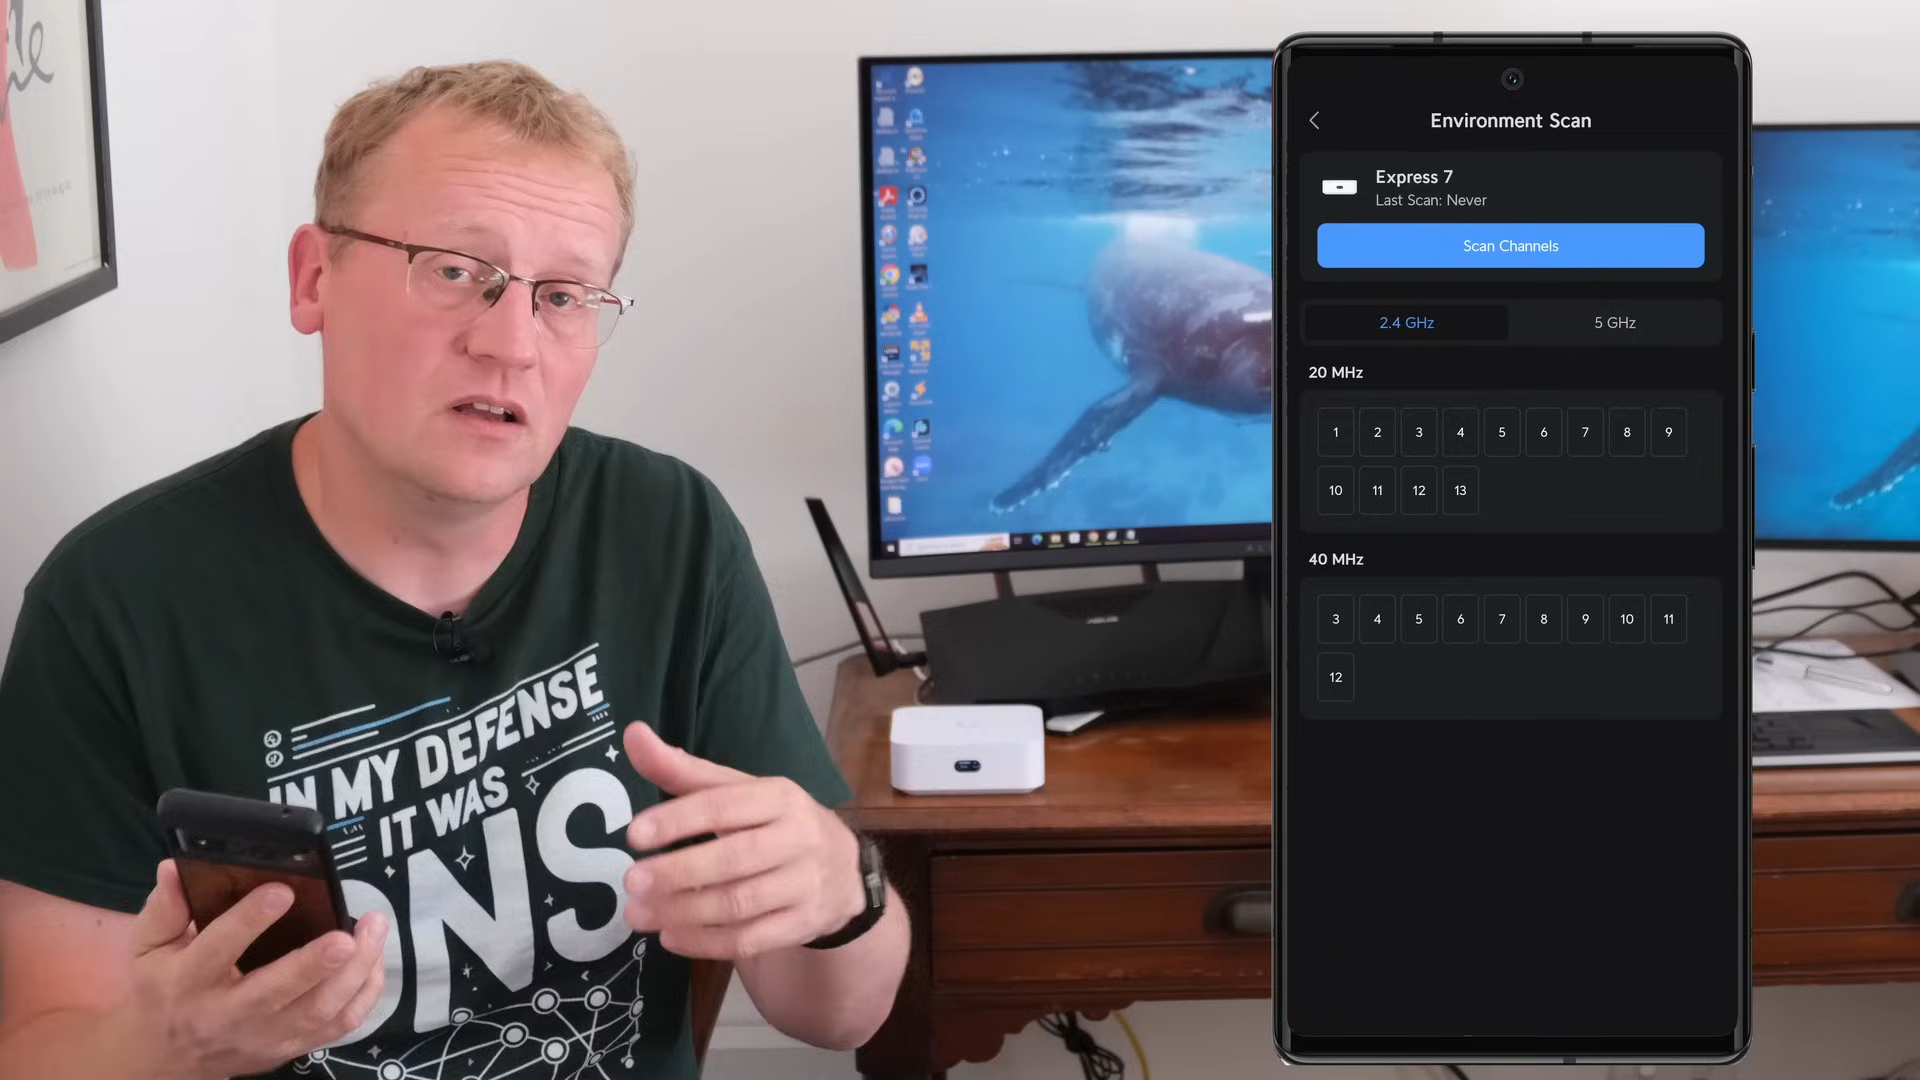 IN MY DEFENSE
IT WAS
DNS
ASUS
Environment Scan
Express 7
Last Scan: Never
Scan Channels
2.4 GHz
5 GHz
20 MHz
1 2 3 4 5 6 7 8 9
10 11 12 13
40 MHz
3 4 5 6 7 8 9 10 11
12